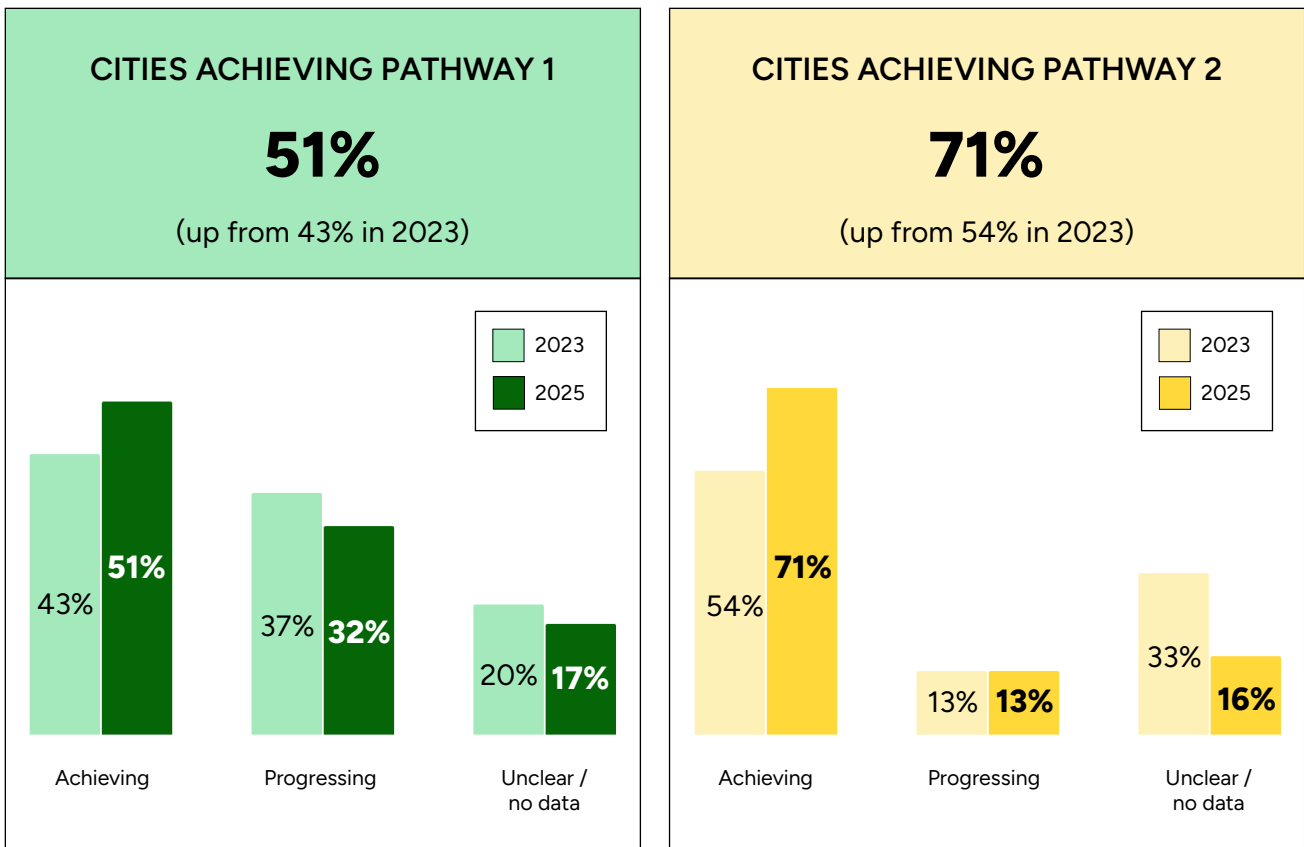 CITIES ACHIEVING PATHWAY 1
51%
(up from 43% in 2023)
2023
2025
43%
51%
37%
32%
20%
17%
Achieving
Progressing
Unclear /
no data
CITIES ACHIEVING PATHWAY 2
71%
(up from 54% in 2023)
2023
2025
54%
71%
13%
13%
33%
16%
Achieving
Progressing
Unclear /
no data